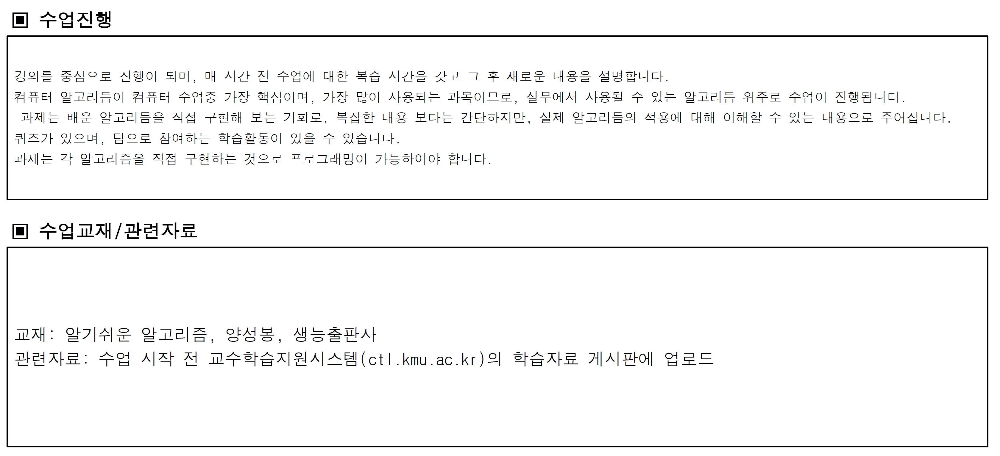 ▣ 수업진행
강의를 중심으로 진행이 되며, 매 시간 전 수업에 대한 복습 시간을 갖고 그 후 새로운 내용을 설명합니다.
컴퓨터 알고리듬이 컴퓨터 수업중 가장 핵심이며, 가장 많이 사용되는 과목이므로, 실무에서 사용될 수 있는 알고리듬 위주로 수업이 진행됩니다.
과제는 배운 알고리듬을 직접 구현해 보는 기회로, 복잡한 내용 보다는 간단하지만, 실제 알고리듬의 적용에 대해 이해할 수 있는 내용으로 주어집니다.
퀴즈가 있으며, 팀으로 참여하는 학습활동이 있을 수 있습니다.
과제는 각 알고리즘을 직접 구현하는 것으로 프로그래밍이 가능하여야 합니다.
▣ 수업교재/관련자료
교재: 알기쉬운 알고리즘, 양성봉, 생능출판사
관련자료: 수업 시작 전 교수학습지원시스템(ctl.kmu.ac.kr)의 학습자료 게시판에 업로드